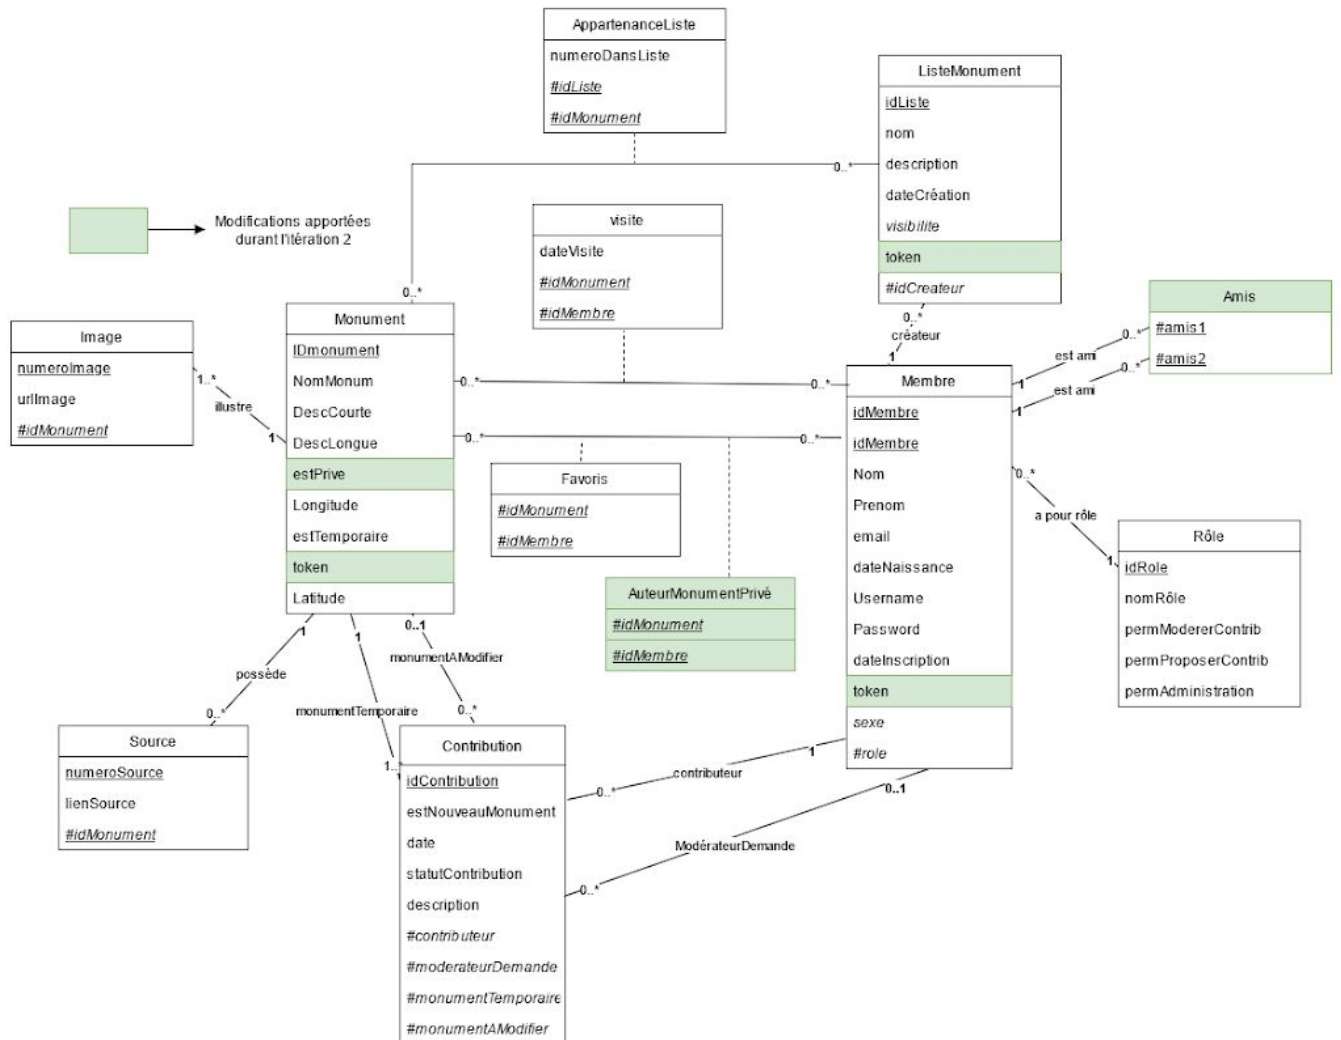 AppartenanceListe
numeroDansListe
#idListe
#idMonument
ListeMonument
idListe
nom
description
dateCréation
visibilite
token
#idCreateur
0..*
0..*
Modifications apportées
durant l'itération 2
visite
dateVisite
#idMonument
#idMembre
0..*
créateur
1
Amis
#amis1
#amis2
0..*
est ami
1
0..*
est ami
1
Image
numeroImage
urlImage
#idMonument
1..*
illustre
1
Monument
IDmonument
NomMonum
DescCourte
DescLongue
estPrive
Longitude
estTemporaire
token
Latitude
0..*
0..*
0..*
0..*
Favoris
#idMonument
#idMembre
AuteurMonumentPrivé
#idMonument
#idMembre
Membre
idMembre
idMembre
Nom
Prenom
email
dateNaissance
Username
Password
dateInscription
token
sexe
#role
0..*
a pour rôle
1
Rôle
idRole
nomRôle
permModererContrib
permProposerContrib
permAdministration
1
possède
0..*
1
monumentTemporaire
1..
0..1
monumentAModifier
0..*
Source
numeroSource
lienSource
#idMonument
Contribution
idContribution
estNouveauMonument
date
statutContribution
description
#contributeur
#moderateurDemande
#monumentTemporaire
#monumentAModifier
1
contributeur
0..*
0..1
ModérateurDemande
0..*